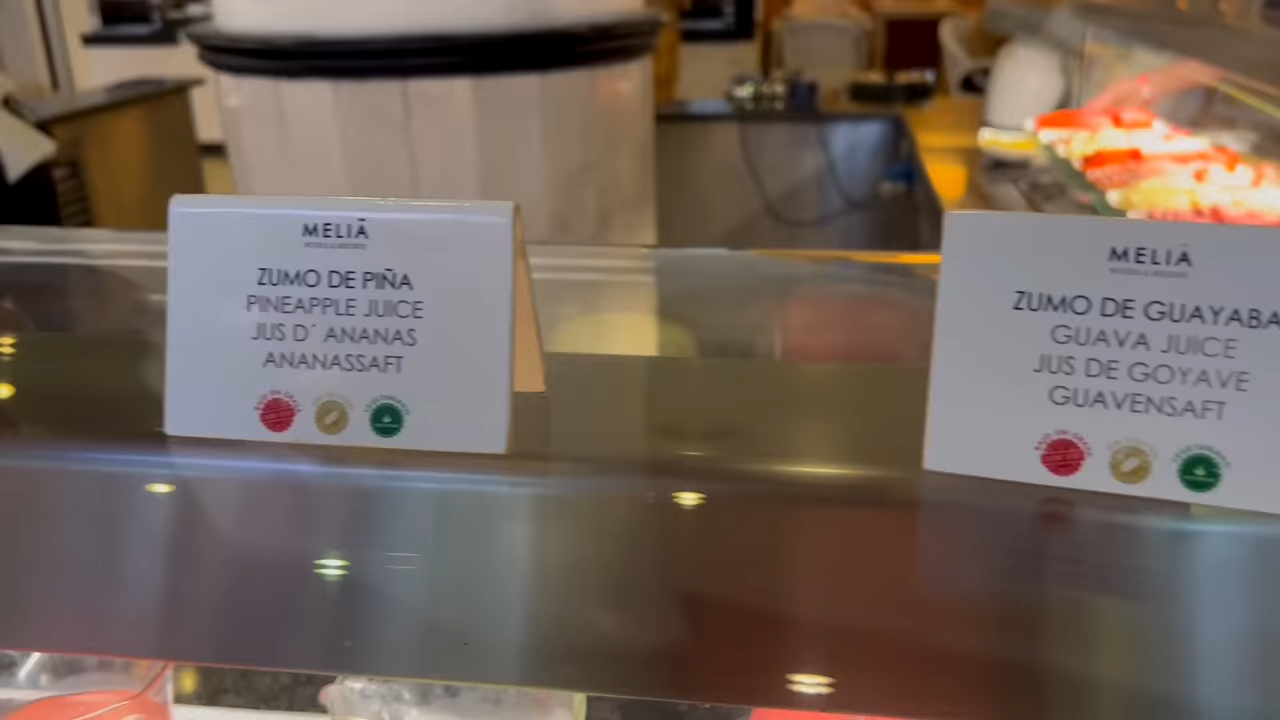 MELIÃ
ZUMO DE PIÑA
PINEAPPLE JUICE
JUS D´ ANANAS
ANANASSAFT
MELIÃ
ZUMO DE GUAYABA
GUAVA JUICE
JUS DE GOYAVE
GUAVENSAFT